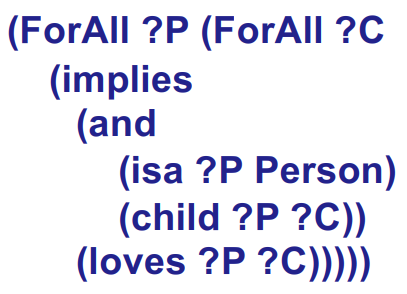 (ForAll ?P (ForAll ?C
(implies
(and
(isa ?P Person)
(child ?P ?C))
(loves ?P ?C)))))